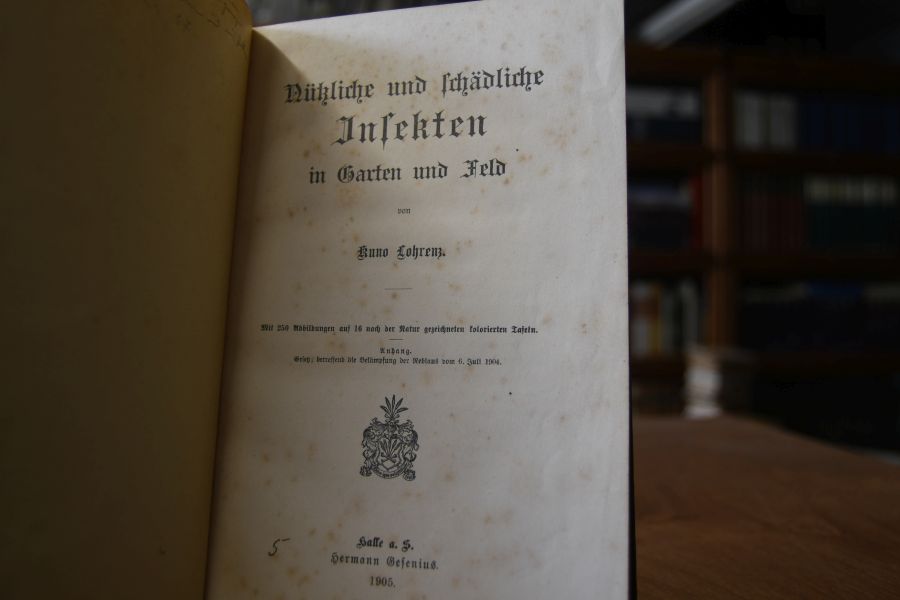 Nützliche und schädliche
Insekten
in Garten und Feld
von
Kuno Lohrenz.
Mit 250 Abbildungen auf 16 nach der Natur gezeichneten kolorierten Tafeln.
Anhang.
Gesetz, betreffend die Bekämpfung der Reblaus vom 6. Juli 1904.
5
Halle a. S.
Hermann Gesenius.
1905.